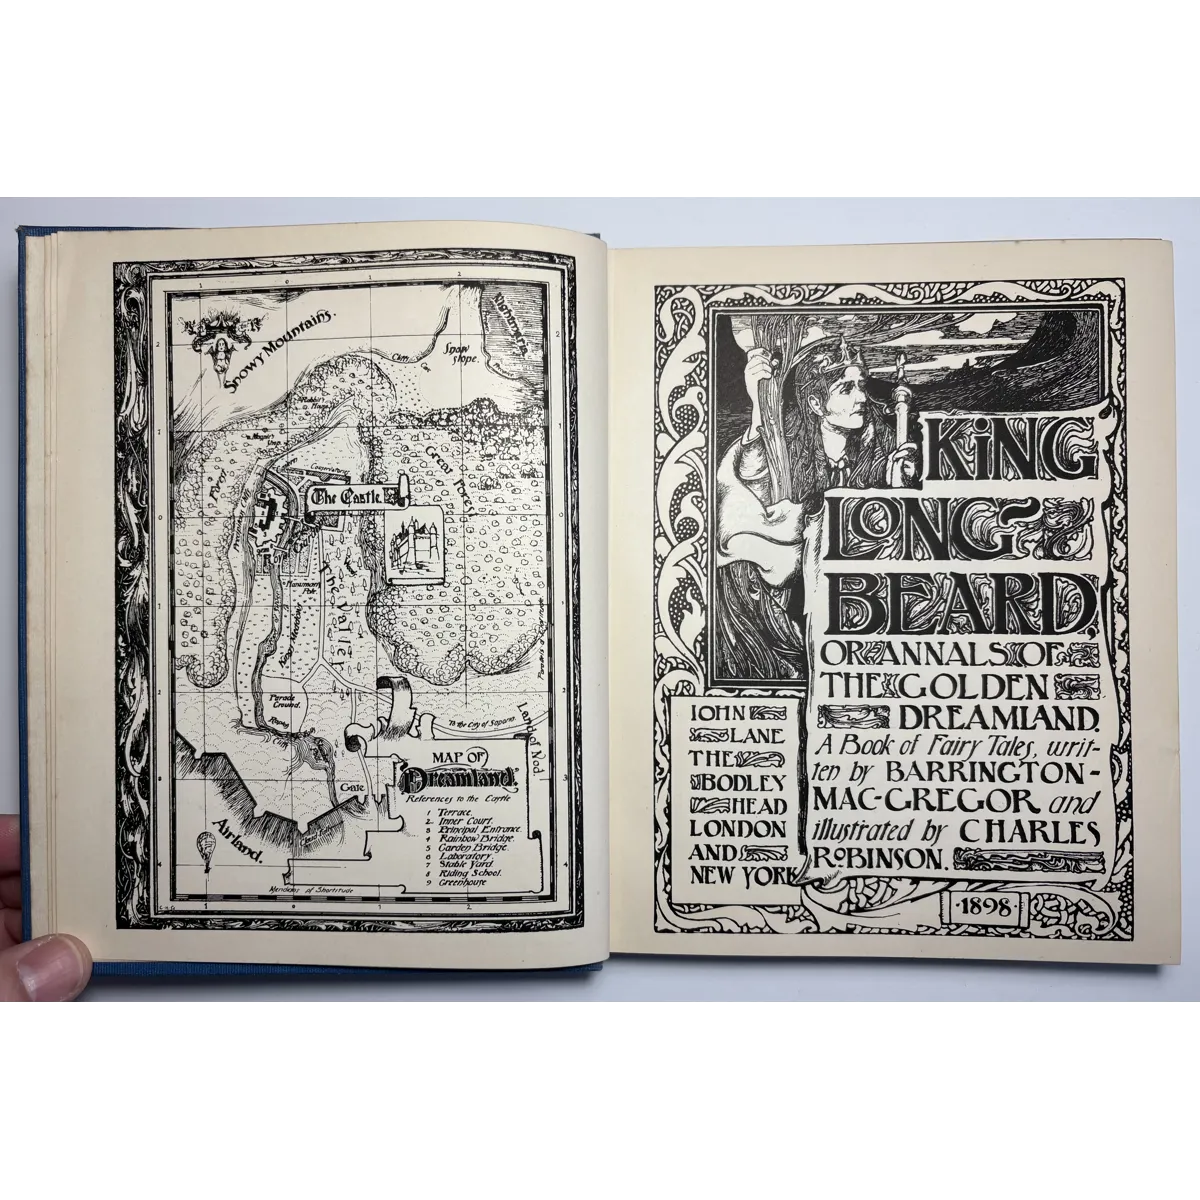 Snowy Mountains.
Snow
slope.
Great Forest
The Castle
The Valley
Parade
Ground.
To the City of Sopora.
Land of Nod.
Gate
Airland.
MAP OF
Dreamland.
References to the Castle
1 Terrace.
2 Inner Court.
3 Principal Entrance.
4 Rainbow Bridge.
5 Garden Bridge.
6 Laboratory.
7 Stable Yard.
8 Riding School.
9 Greenhouse
Meridians of Shortitude
KING
LONG-
BEARD,
OR ANNALS OF
THE GOLDEN
DREAMLAND.
A Book of Fairy Tales, writ-
ten by BARRINGTON-
MAC-GREGOR and
illustrated by CHARLES
ROBINSON.
IOHN
LANE
THE
BODLEY
HEAD
LONDON
AND
NEW YORK
·1898·